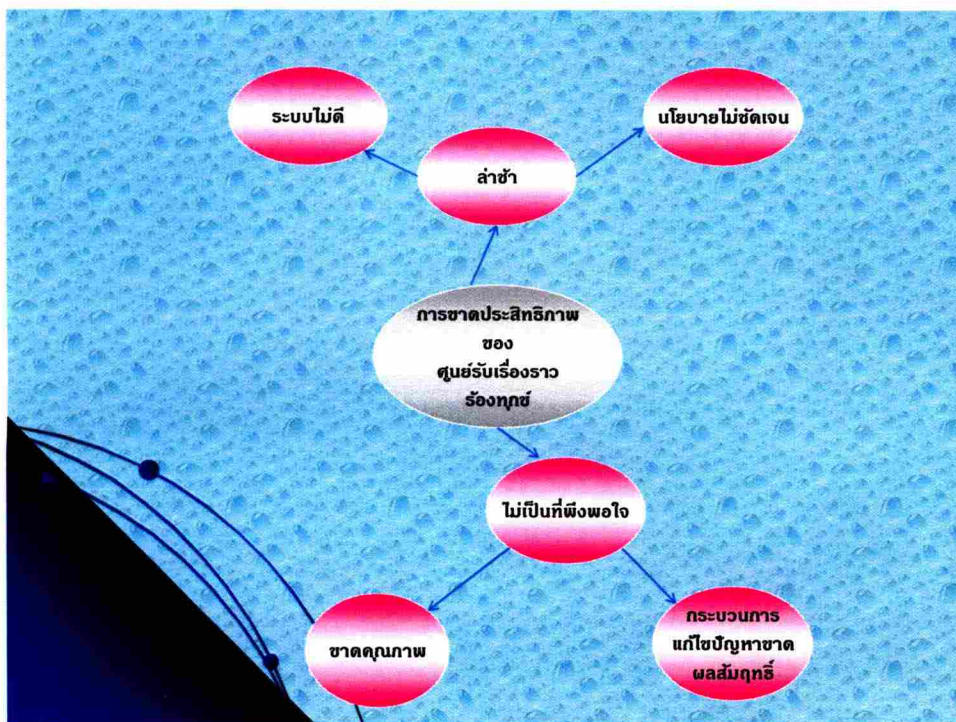 ระบบไม่ดี
นโยบายไม่ชัดเจน
ล่าช้า
การขาดประสิทธิภาพ
ของ
ศูนย์รับเรื่องราว
ร้องทุกข์
ไม่เป็นที่พึงพอใจ
ขาดคุณภาพ
กระบวนการ
แก้ไขปัญหาขาด
ผลสัมฤทธิ์